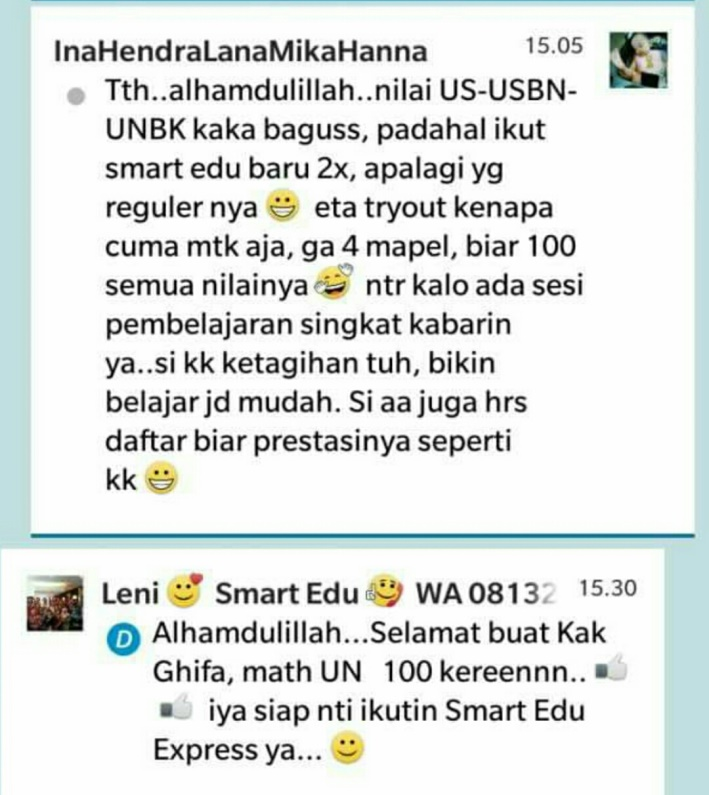 InaHendraLanaMikaHanna 15.05
Tth..alhamdulillah..nilai US-USBN-
UNBK kaka baguss, padahal ikut
smart edu baru 2x, apalagi yg
reguler nya 😀 eta tryout kenapa
cuma mtk aja, ga 4 mapel, biar 100
semua nilainya 🤣 ntr kalo ada sesi
pembelajaran singkat kabarin
ya..si kk ketagihan tuh, bikin
belajar jd mudah. Si aa juga hrs
daftar biar prestasinya seperti
kk 😀
Leni Smart Edu WA 08132 15.30
D Alhamdulillah...Selamat buat Kak
Ghifa, math UN 100 kereennn.. 👍
👍 iya siap nti ikutin Smart Edu
Express ya... 🙂